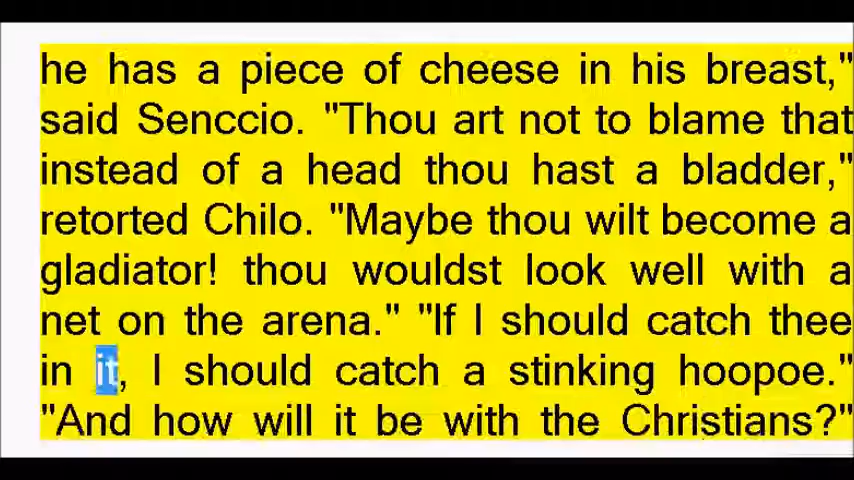 he has a piece of cheese in his breast,"
said Senccio. "Thou art not to blame that
instead of a head thou hast a bladder,"
retorted Chilo. "Maybe thou wilt become a
gladiator! thou wouldst look well with a
net on the arena." "If I should catch thee
in it, I should catch a stinking hoopoe."
"And how will it be with the Christians?"